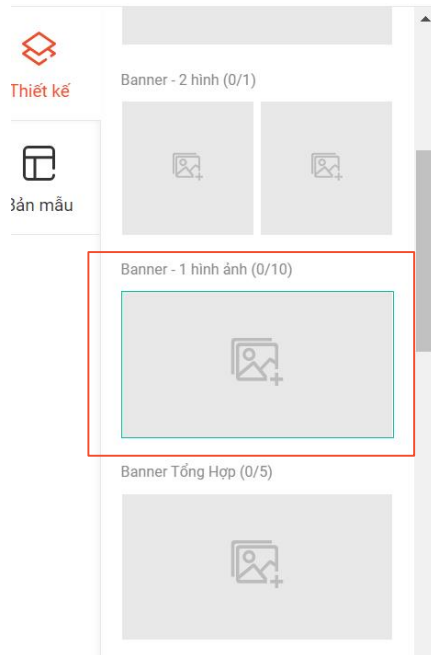 Banner - 2 hình (0/1)
Thiết kế
Bản mẫu
Banner - 1 hình ảnh (0/10)
Banner Tổng Hợp (0/5)